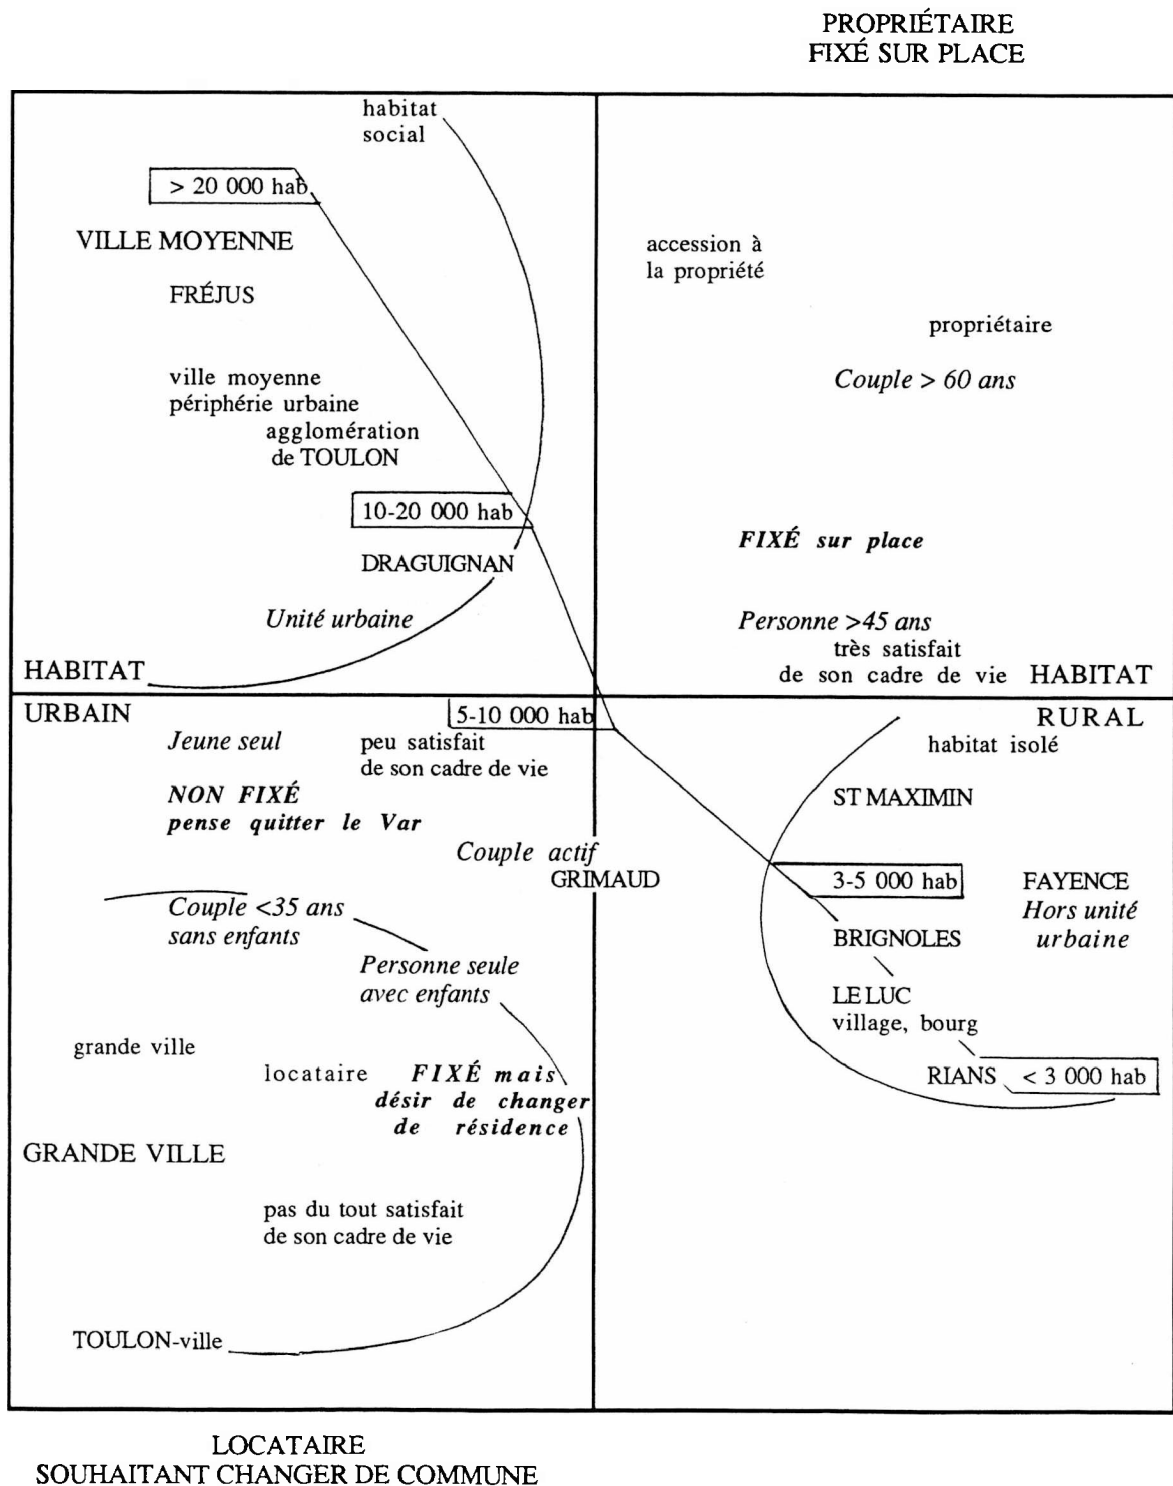 PROPRIÉTAIRE
FIXÉ SUR PLACE
habitat
social
> 20 000 hab
VILLE MOYENNE
FRÉJUS
ville moyenne
périphérie urbaine
agglomération
de TOULON
10-20 000 hab
DRAGUIGNAN
Unité urbaine
HABITAT
accession à
la propriété
propriétaire
Couple > 60 ans
FIXÉ sur place
Personne >45 ans
très satisfait
de son cadre de vie
HABITAT
URBAIN
5-10 000 hab
Jeune seul
peu satisfait
de son cadre de vie
NON FIXÉ
pense quitter le Var
Couple actif
GRIMAUD
Couple <35 ans
sans enfants
Personne seule
avec enfants
grande ville
locataire
FIXÉ mais
désir de changer
de résidence
GRANDE VILLE
pas du tout satisfait
de son cadre de vie
TOULON-ville
RURAL
habitat isolé
ST MAXIMIN
3-5 000 hab
FAYENCE
Hors unité
urbaine
BRIGNOLES
LE LUC
village, bourg
RIANS
< 3 000 hab
LOCATAIRE
SOUHAITANT CHANGER DE COMMUNE